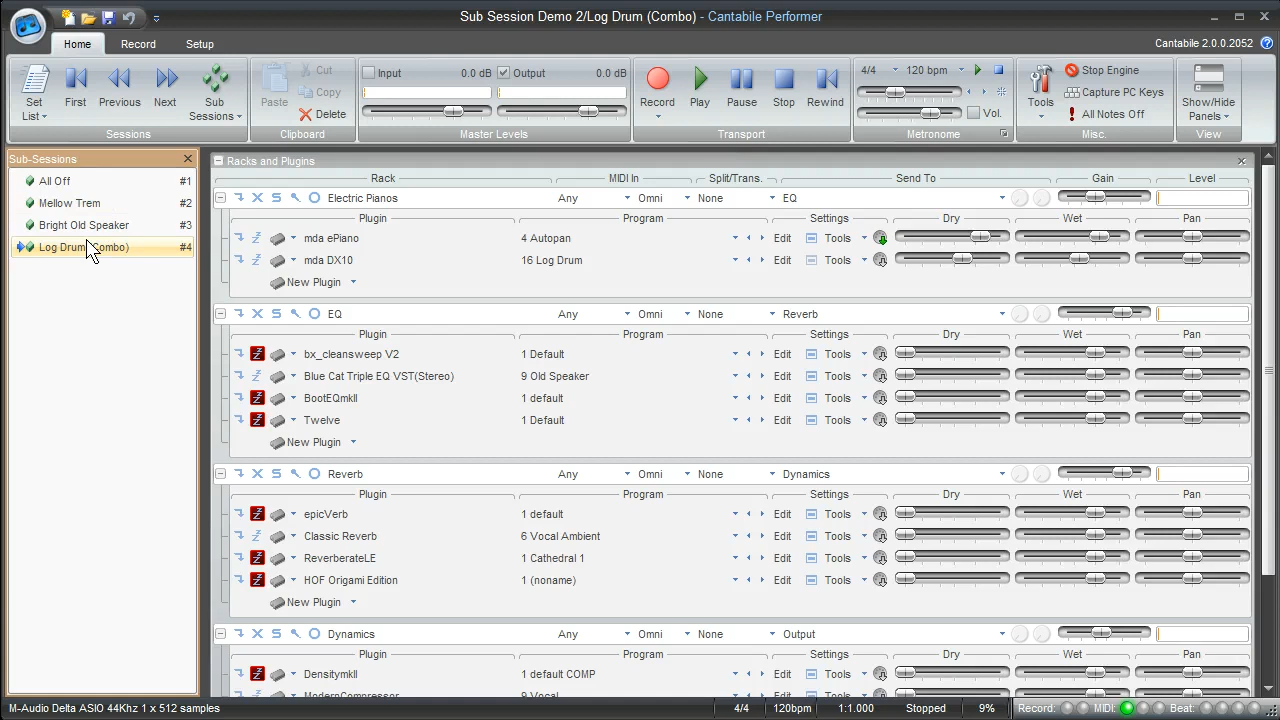 Sub Session Demo 2/Log Drum (Combo) - Cantabile Performer
Home Record Setup
Cantabile 2.0.0.2052
Set List
First
Previous
Next
Sub Sessions
Sessions
Paste
Cut
Copy
Delete
Clipboard
Input 0 dB Output 0.0 dB
Master Levels
Record
Play
Pause
Stop
Rewind
Transport
4/4 120 bpm
Vol.
Metronome
Tools
Stop Engine
Capture PC Keys
All Notes Off
Misc.
Show/Hide Panels
View
Sub-Sessions
All Off #1
Mellow Trem #2
Bright Old Speaker #3
Log Drum (Combo) #4
Racks and Plugins
Rack MIDI In Split/Trans. Send To Gain Level
Electric Pianos Any Omni None EQ
Plugin Program Settings Dry Wet Pan
mda ePiano 4 Autopan Edit Tools
mda DX10 16 Log Drum Edit Tools
New Plugin
EQ Any Omni None Reverb
Plugin Program Settings Dry Wet Pan
bx_cleansweep V2 1 Default Edit Tools
Blue Cat Triple EQ VST(Stereo) 9 Old Speaker Edit Tools
BootEQmkII 1 default Edit Tools
Twelve 1 Default Edit Tools
New Plugin
Reverb Any Omni None Dynamics
Plugin Program Settings Dry Wet Pan
epicVerb 1 default Edit Tools
Classic Reverb 6 Vocal Ambient Edit Tools
ReverberateLE 1 Cathedral 1 Edit Tools
HOF Origami Edition 1 (noname) Edit Tools
New Plugin
Dynamics Any Omni None Output
Plugin Program Settings Dry Wet Pan
DensitymkII 1 default COMP Edit Tools
ModernCompressor 9 Vocal Edit Tools
M-Audio Delta ASIO 44Khz 1 x 512 samples 4/4 120bpm 1:1.000 Stopped 9% Record: MIDI: Beat: